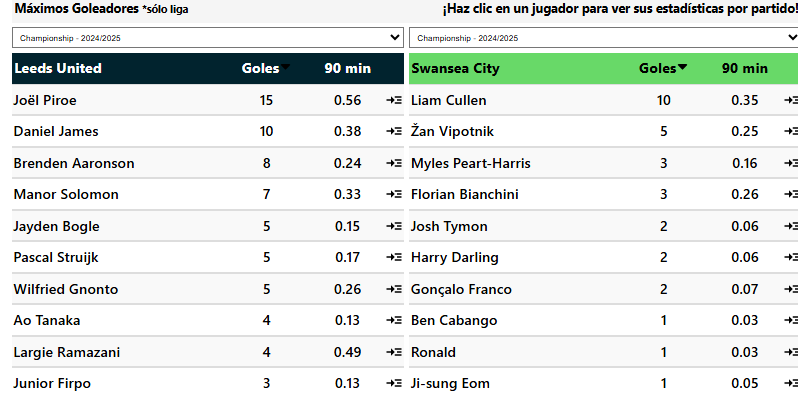 Máximos Goleadores *sólo liga
¡Haz clic en un jugador para ver sus estadísticas por partido!
Championship - 2024/2025
Championship - 2024/2025
Leeds United Goles 90 min
Joël Piroe 15 0.56
Daniel James 10 0.38
Brenden Aaronson 8 0.24
Manor Solomon 7 0.33
Jayden Bogle 5 0.15
Pascal Struijk 5 0.17
Wilfried Gnonto 5 0.26
Ao Tanaka 4 0.13
Largie Ramazani 4 0.49
Junior Firpo 3 0.13
Swansea City Goles 90 min
Liam Cullen 10 0.35
Žan Vipotnik 5 0.25
Myles Peart-Harris 3 0.16
Florian Bianchini 3 0.26
Josh Tymon 2 0.06
Harry Darling 2 0.06
Gonçalo Franco 2 0.07
Ben Cabango 1 0.03
Ronald 1 0.03
Ji-sung Eom 1 0.05